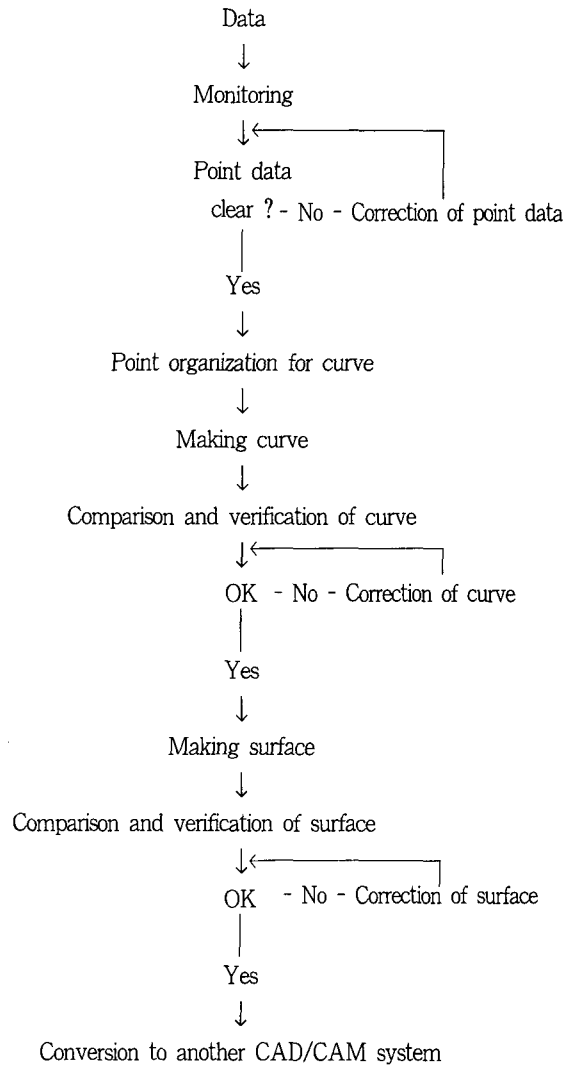 Data
Monitoring
Point data
clear ? - No - Correction of point data
Yes
Point organization for curve
Making curve
Comparison and verification of curve
OK - No - Correction of curve
Yes
Making surface
Comparison and verification of surface
OK - No - Correction of surface
Yes
Conversion to another CAD/CAM system